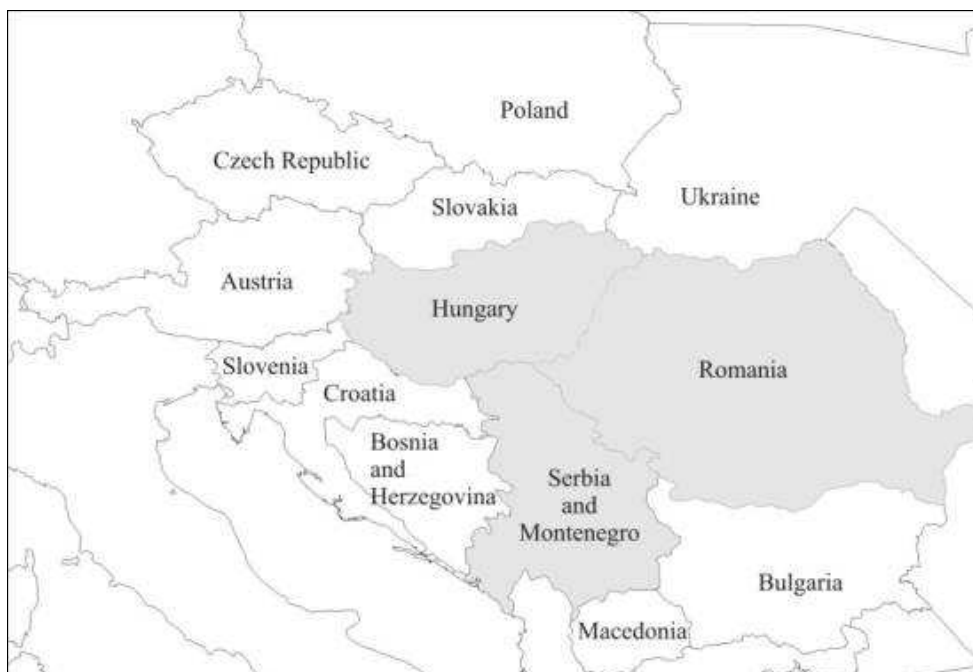 Poland
Czech Republic
Slovakia
Ukraine
Austria
Hungary
Slovenia
Romania
Croatia
Bosnia
and
Herzegovina
Serbia
and
Montenegro
Bulgaria
Macedonia